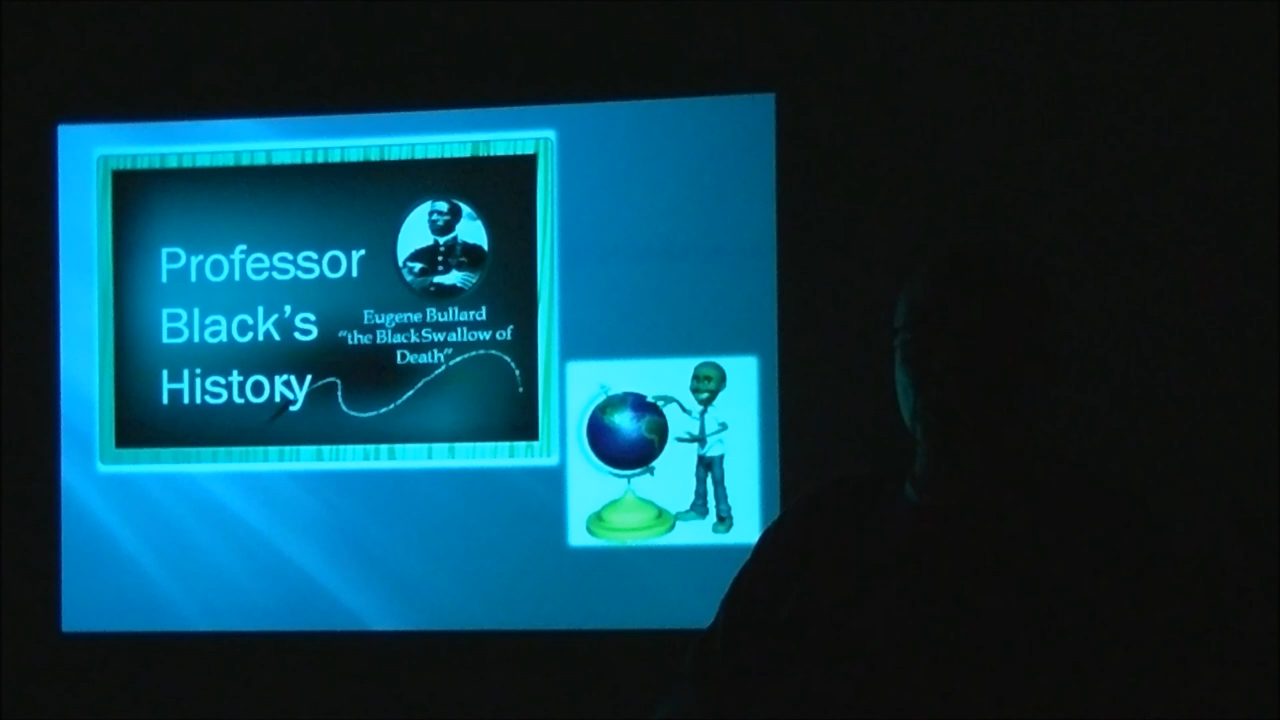 Professor
Black's
History
Eugene Bullard
"the Black Swallow of
Death"